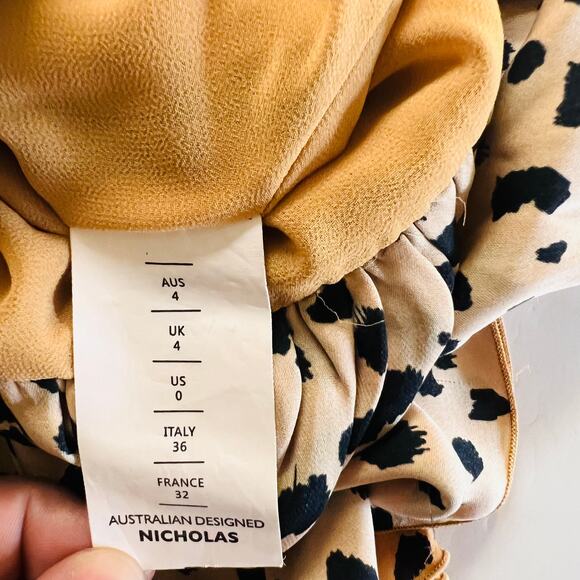 AUS
4
UK
4
US
0
ITALY
36
FRANCE
32
AUSTRALIAN DESIGNED
NICHOLAS